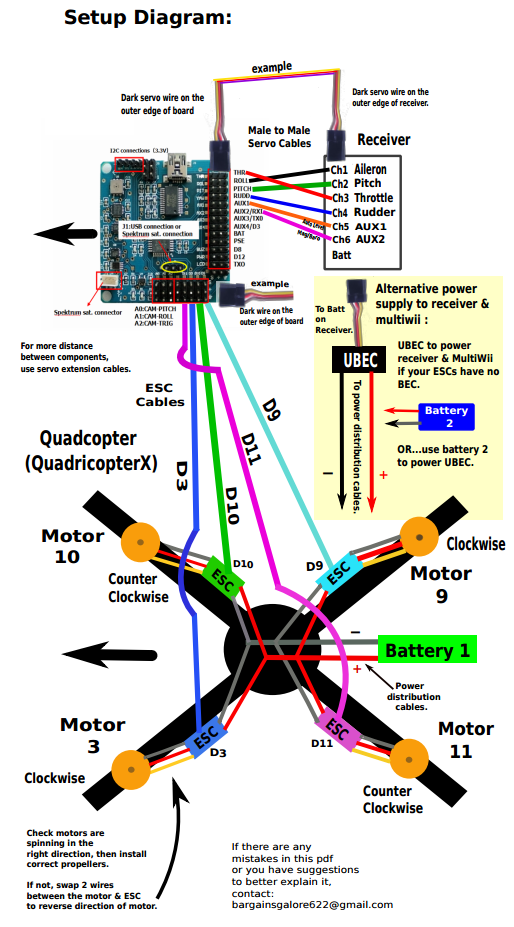 Setup Diagram:
example
Dark servo wire on the
outer edge of board
Dark servo wire on the
outer edge of receiver.
Male to Male
Servo Cables
Receiver
I2C connections (3.3V)
THR
ROLL
PITCH
RUDD
AUX1
AUX2/RX1
AUX3/TX0
AUX4/D3
BAT
PSE
D8
D12
TXO
Ch1 Aileron
Ch2 Pitch
Ch3 Throttle
Ch4 Rudder
Ch5 AUX1
Ch6 AUX2
Batt
J1:USB connection or
Spektrum sat. connection
Spektrum sat. connector
A0:CAM-PITCH
A1:CAM-ROLL
A2:CAM-TRIG
example
Dark wire on the
outer edge of board
For more distance
between components,
use servo extension cables.
ESC
Cables
Alternative power
supply to receiver &
multiwii :
To Batt
on
Receiver.
UBEC
UBEC to power
receiver & MultiWii
if your ESCs have no
BEC.
To power distribution cables.
Battery
2
OR...use battery 2
to power UBEC.
−
+
Quadcopter
(QuadricopterX)
D3
D10
D11
D9
Motor
10
Counter
Clockwise
D10
ESC
D9
ESC
Clockwise
Motor
9
−
Battery 1
+
Power
distribution
cables.
Motor
3
Clockwise
ESC
D3
ESC
D11
Motor
11
Counter
Clockwise
Check motors are
spinning in the
right direction, then install
correct propellers.
If not, swap 2 wires
between the motor & ESC
to reverse direction of motor.
If there are any
mistakes in this pdf
or you have suggestions
to better explain it,
contact:
bargainsgalore622@gmail.com